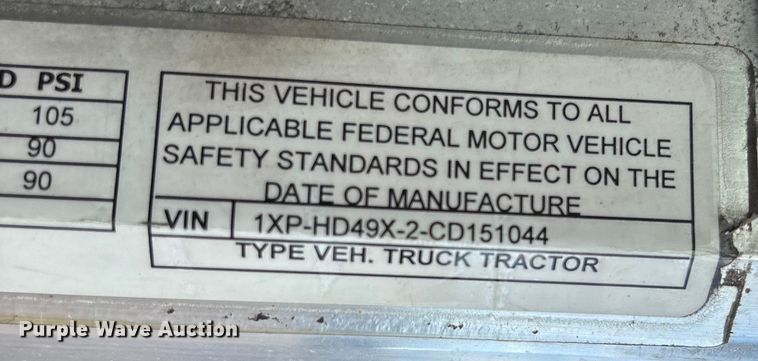 D PSI
105
90
90
THIS VEHICLE CONFORMS TO ALL
APPLICABLE FEDERAL MOTOR VEHICLE
SAFETY STANDARDS IN EFFECT ON THE
DATE OF MANUFACTURE
VIN 1XP-HD49X-2-CD151044
TYPE VEH. TRUCK TRACTOR
Purple Wave Auction